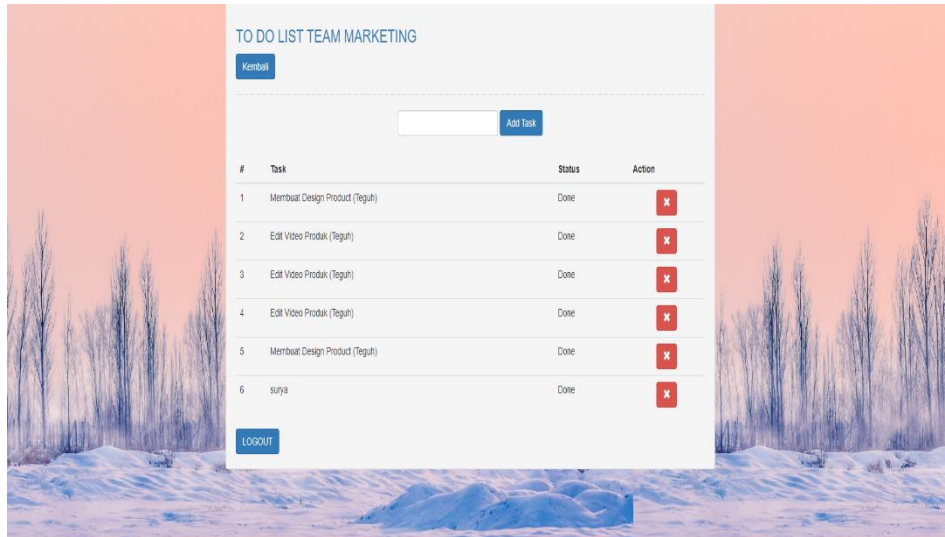 TO DO LIST TEAM MARKETING
Kembali
Add Task
# Task Status Action
1 Membuat Design Product (Teguh) Done
2 Edit Video Produk (Teguh) Done
3 Edit Video Produk (Teguh) Done
4 Edit Video Produk (Teguh) Done
5 Membuat Design Product (Teguh) Done
6 surya Done
LOGOUT